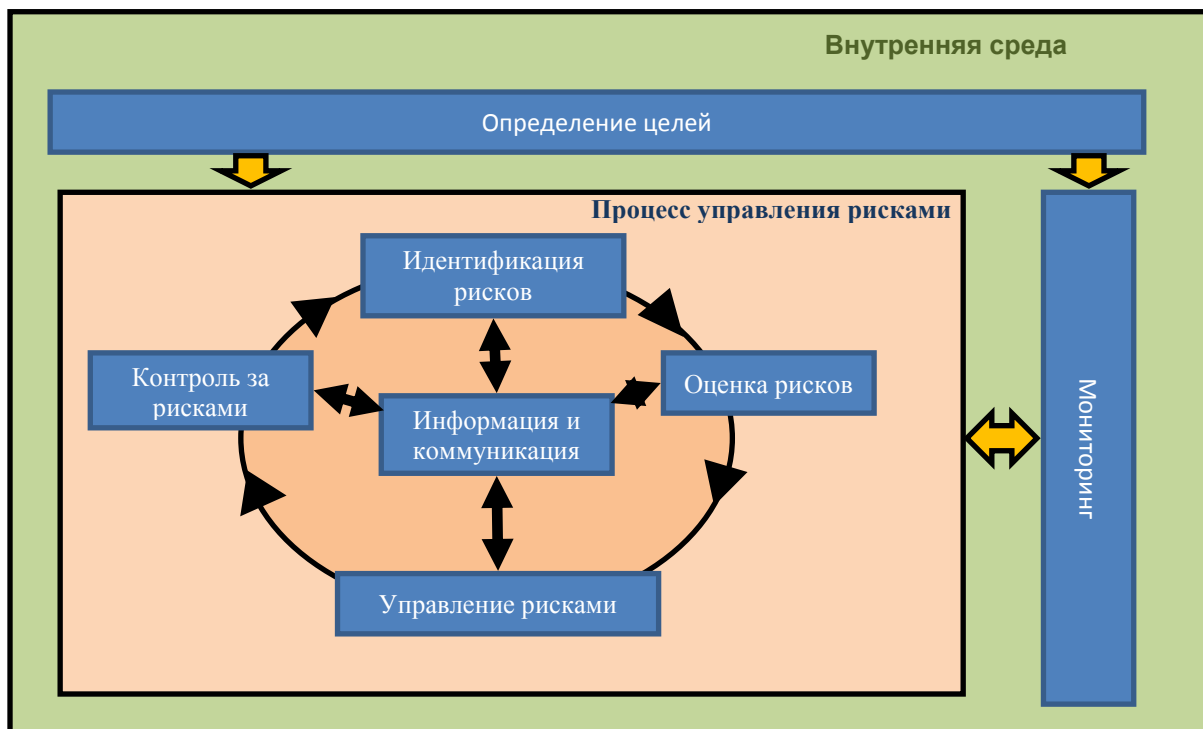 Внутренняя среда
Определение целей
Процесс управления рисками
Идентификация
рисков
Контроль за
рисками
Оценка рисков
Информация и
коммуникация
Управление рисками
Мониторинг